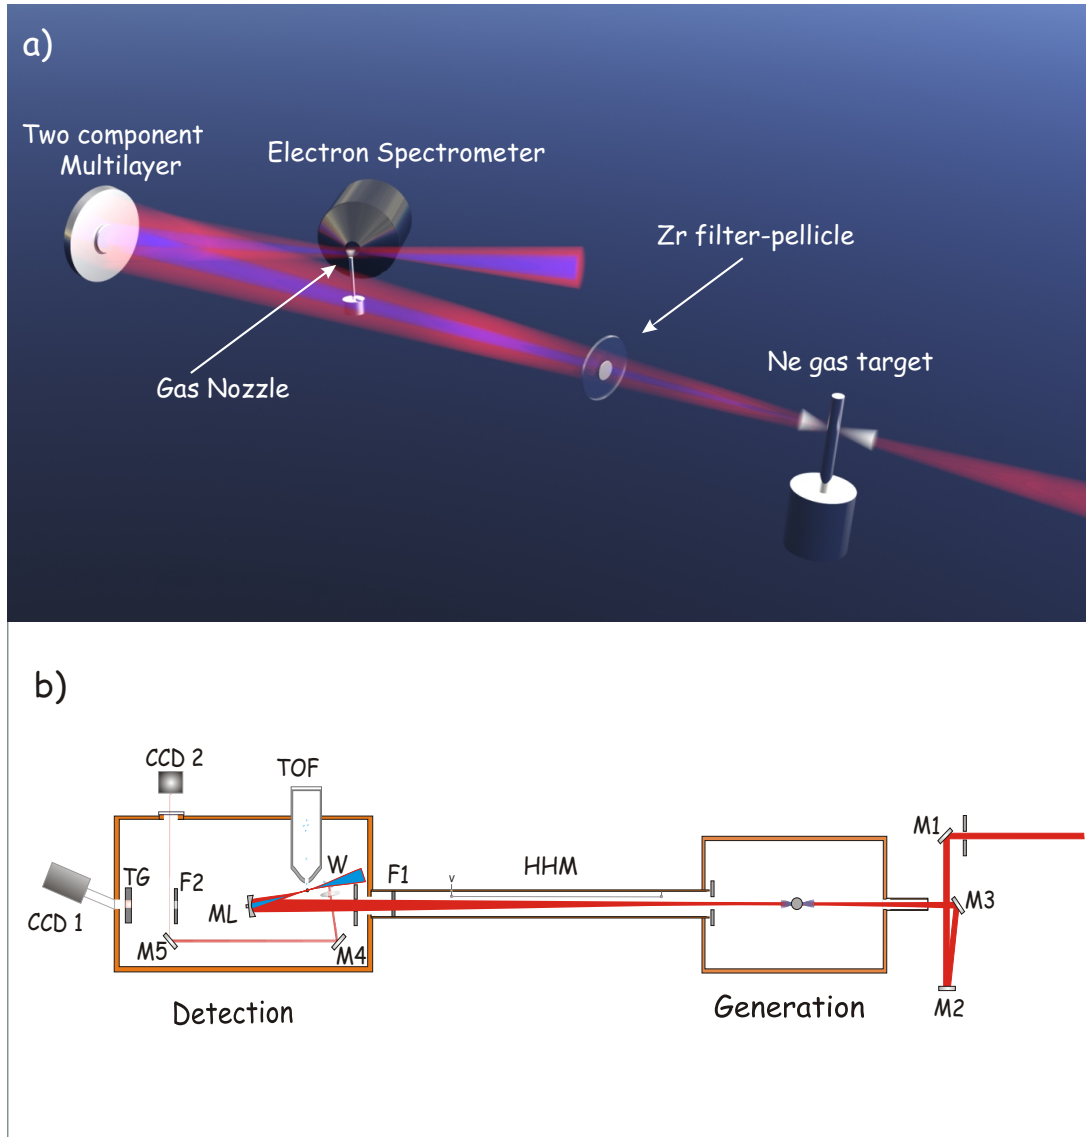 a)
Two component
Multilayer
Electron Spectrometer
Zr filter-pellicle
Ne gas target
Gas Nozzle
b)
CCD 2
TOF
M1
HHM
W
F1
TG
F2
M3
ML
CCD 1
M5
M4
v
M2
Detection
Generation